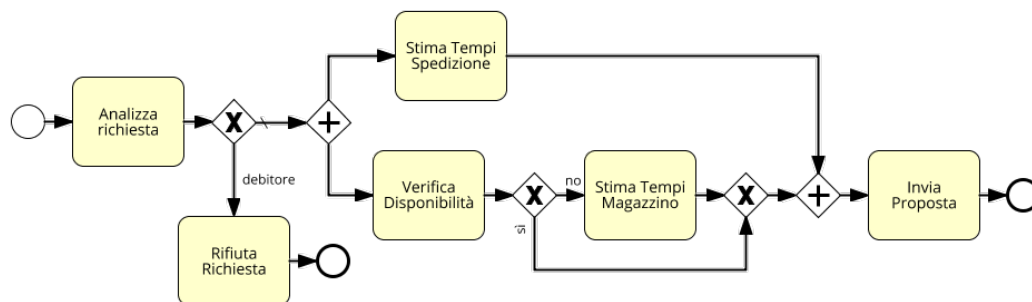 Stima Tempi
Spedizione
Analizza
richiesta
debitore
Verifica
Disponibilità
no
Stima Tempi
Magazzino
Invia
Proposta
sì
Rifiuta
Richiesta